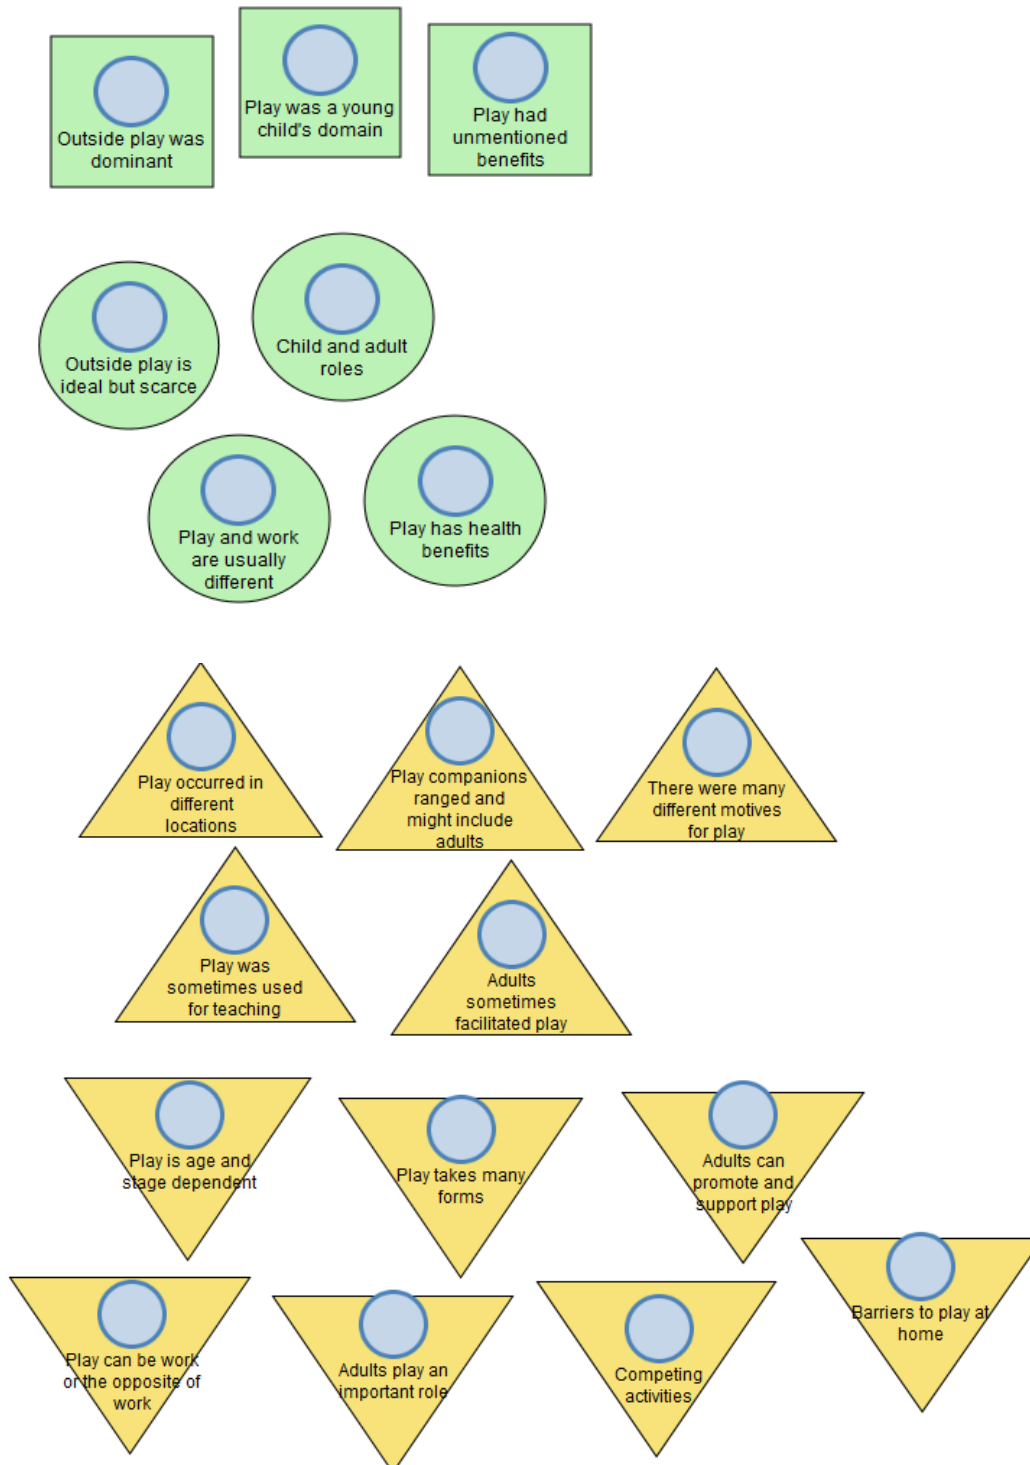 Outside play was
dominant
Play was a young
child's domain
Play had
unmentioned
benefits
Outside play is
ideal but scarce
Child and adult
roles
Play and work
are usually
different
Play has health
benefits
Play occurred in
different
locations
Play companions
ranged and
might include
adults
There were many
different motives
for play
Play was
sometimes used
for teaching
Adults
sometimes
facilitated play
Play is age and
stage dependent
Play takes many
forms
Adults can
promote and
support play
Play can be work
or the opposite of
work
Adults play an
important role
Competing
activities
Barriers to play at
home